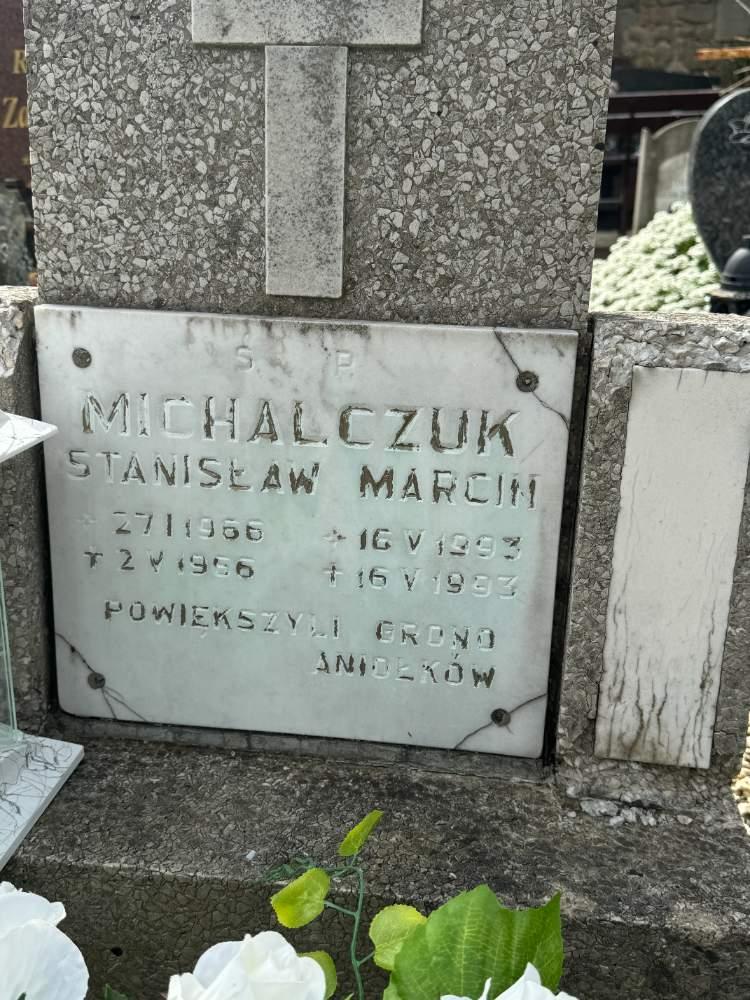 Ś P
MICHALCZUK
STANISŁAW MARCIN
27 I 1966 + 16 V 1993
+ 2 V 1966 + 16 V 1993
POWIĘKSZYLI GRONO
ANIOŁKÓW